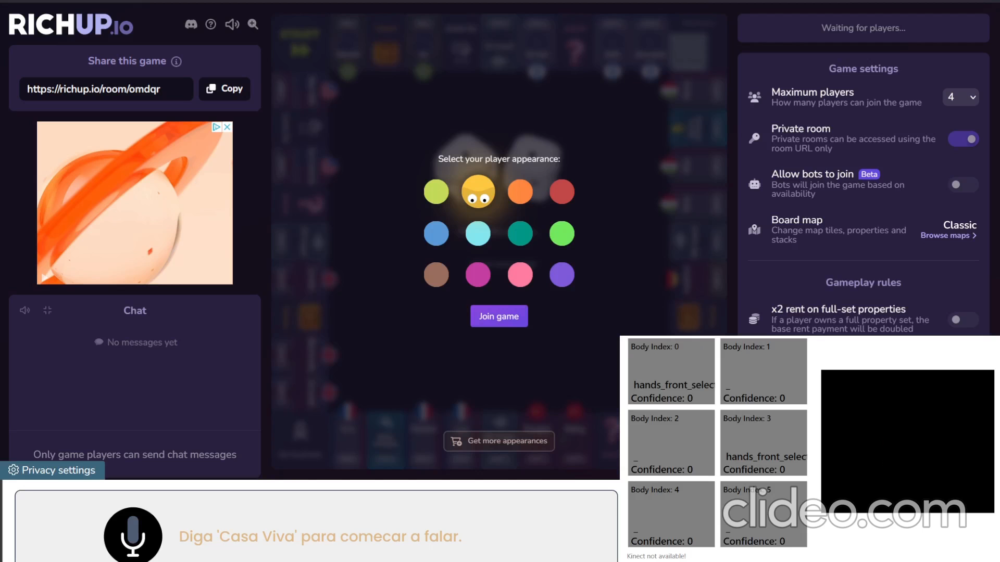 RICHUP.IO
Share this game
https://richup.io/room/omdqr
Copy
Chat
No messages yet
Only game players can send chat messages
Privacy settings
Select your player appearance:
Join game
Get more appearances
Waiting for players...
Game settings
Maximum players
How many players can join the game
4
Private room
Private rooms can be accessed using the
room URL only
Allow bots to join Beta
Bots will join the game based on
availability
Board map
Change map tiles, properties and
stacks
Classic
Browse maps
Gameplay rules
x2 rent on full-set properties
If a player owns a full property set, the
base rent payment will be doubled
Diga 'Casa Viva' para comecar a falar.
Body Index: 0
hands_front_selec
Confidence: 0
Body Index: 1
_
Confidence: 0
Body Index: 2
_
Confidence: 0
Body Index: 3
hands_front_selec
Confidence: 0
Body Index: 4
_
Confidence: 0
Body Index: 5
_
Confidence: 0
Kinect not available!
clideo.com